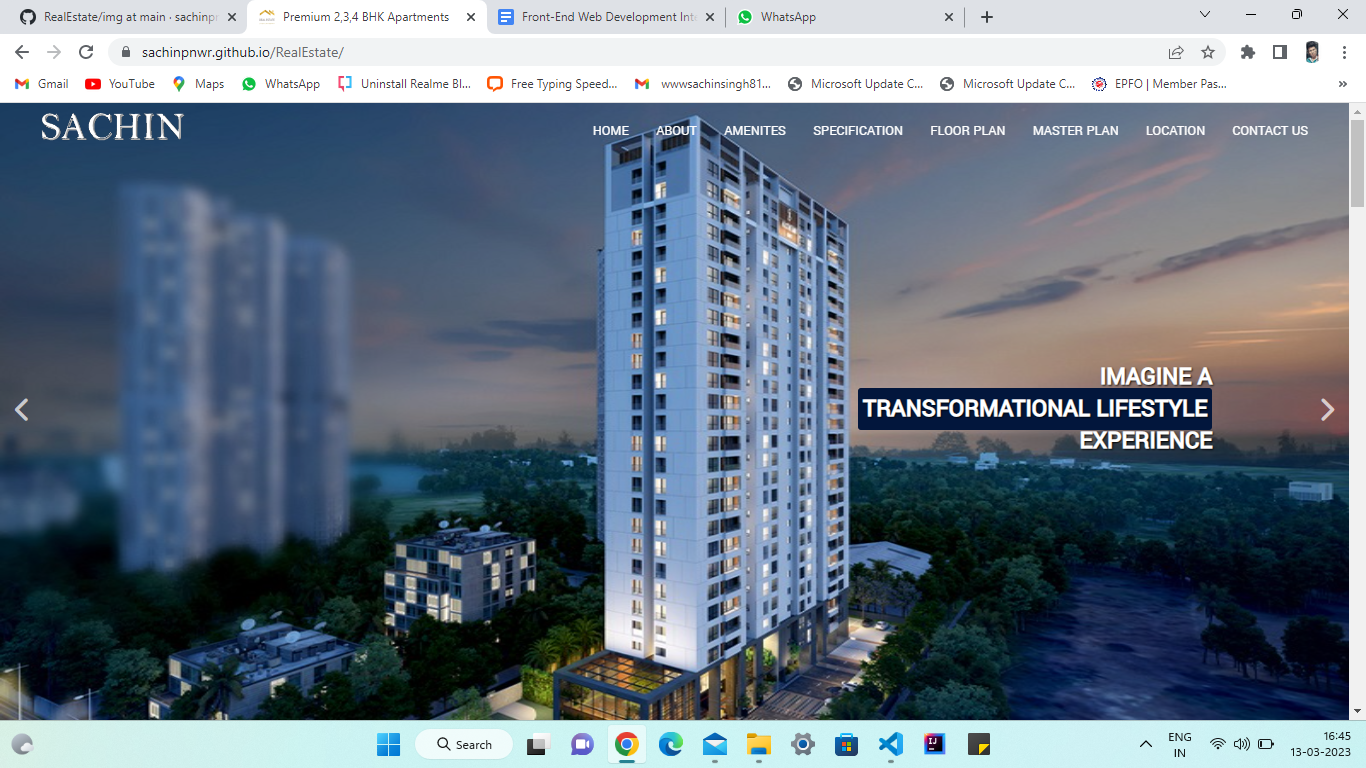 RealEstate/img at main · sachinpn
Premium 2,3,4 BHK Apartments
Front-End Web Development Inte
WhatsApp
sachinpnwr.github.io/RealEstate/
Gmail
YouTube
Maps
WhatsApp
Uninstall Realme Bl...
Free Typing Speed...
wwwsachinsingh81...
Microsoft Update C...
Microsoft Update C...
EPFO | Member Pas...
SACHIN
HOME
ABOUT
AMENITES
SPECIFICATION
FLOOR PLAN
MASTER PLAN
LOCATION
CONTACT US
IMAGINE A
TRANSFORMATIONAL LIFESTYLE
EXPERIENCE
Search
ENG
IN
16:45
13-03-2023